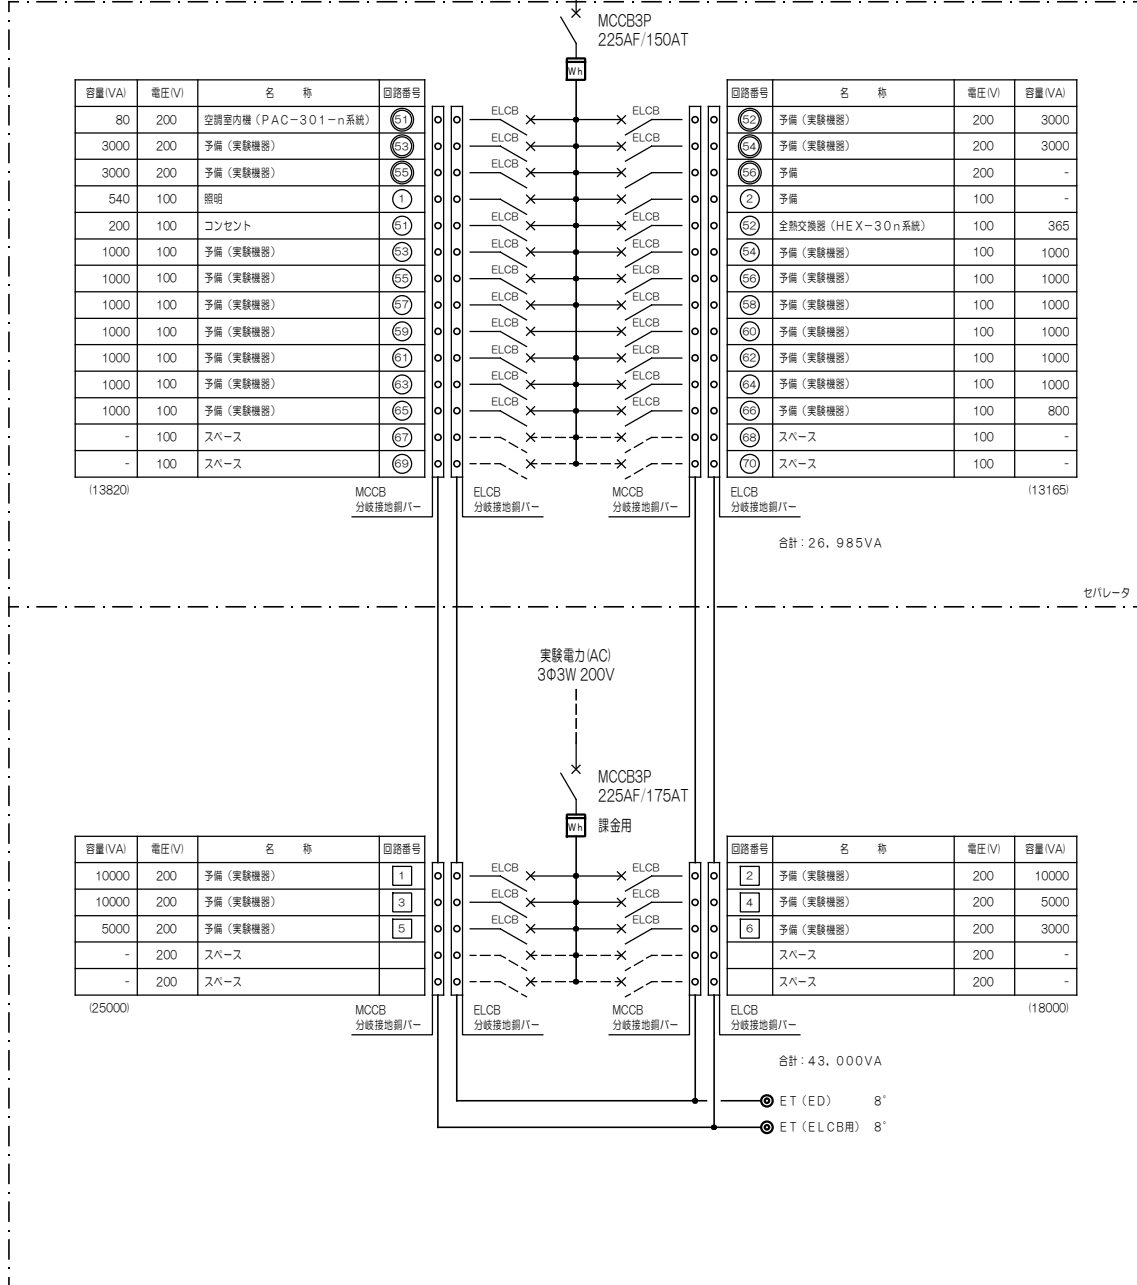 MCCB3P
225AF/150AT
Wh
容量(VA) 電圧(V) 名 称 回路番号
80 200 空調室内機（PAC-301-n系統） 51
3000 200 予備（実験機器） 53
3000 200 予備（実験機器） 55
540 100 照明 1
200 100 コンセント 51
1000 100 予備（実験機器） 53
1000 100 予備（実験機器） 55
1000 100 予備（実験機器） 57
1000 100 予備（実験機器） 59
1000 100 予備（実験機器） 61
1000 100 予備（実験機器） 63
1000 100 予備（実験機器） 65
- 100 スペース 67
- 100 スペース 69
(13820)
ELCB ELCB
ELCB ELCB
ELCB
ELCB ELCB
ELCB ELCB
ELCB ELCB
ELCB ELCB
ELCB ELCB
ELCB ELCB
ELCB ELCB
ELCB ELCB
回路番号 名 称 電圧(V) 容量(VA)
52 予備（実験機器） 200 3000
54 予備（実験機器） 200 3000
56 予備 200 -
2 予備 100 -
52 全熱交換器（HEX-30n系統） 100 365
54 予備（実験機器） 100 1000
56 予備（実験機器） 100 1000
58 予備（実験機器） 100 1000
60 予備（実験機器） 100 1000
62 予備（実験機器） 100 1000
64 予備（実験機器） 100 1000
66 予備（実験機器） 100 800
68 スペース 100 -
70 スペース 100 -
(13165)
MCCB
分岐接地銅バー
ELCB
分岐接地銅バー
MCCB
分岐接地銅バー
ELCB
分岐接地銅バー
合計：26，985VA
セパレータ
実験電力(AC)
3Φ3W 200V
MCCB3P
225AF/175AT
Wh 課金用
容量(VA) 電圧(V) 名 称 回路番号
10000 200 予備（実験機器） 1
10000 200 予備（実験機器） 3
5000 200 予備（実験機器） 5
- 200 スペース
- 200 スペース
(25000)
ELCB ELCB
ELCB ELCB
ELCB ELCB
回路番号 名 称 電圧(V) 容量(VA)
2 予備（実験機器） 200 10000
4 予備（実験機器） 200 5000
6 予備（実験機器） 200 3000
スペース 200 -
スペース 200 -
(18000)
MCCB
分岐接地銅バー
ELCB
分岐接地銅バー
MCCB
分岐接地銅バー
ELCB
分岐接地銅バー
合計：43，000VA
ET（ED） 8°
ET（ELCB用） 8°